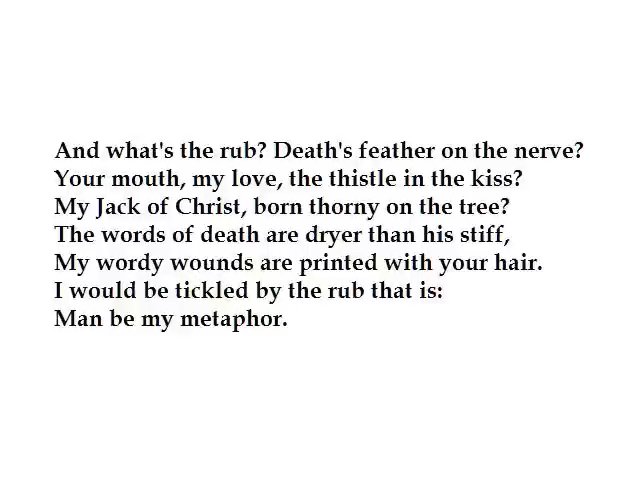 And what's the rub? Death's feather on the nerve?
Your mouth, my love, the thistle in the kiss?
My Jack of Christ, born thorny on the tree?
The words of death are dryer than his stiff,
My wordy wounds are printed with your hair.
I would be tickled by the rub that is:
Man be my metaphor.